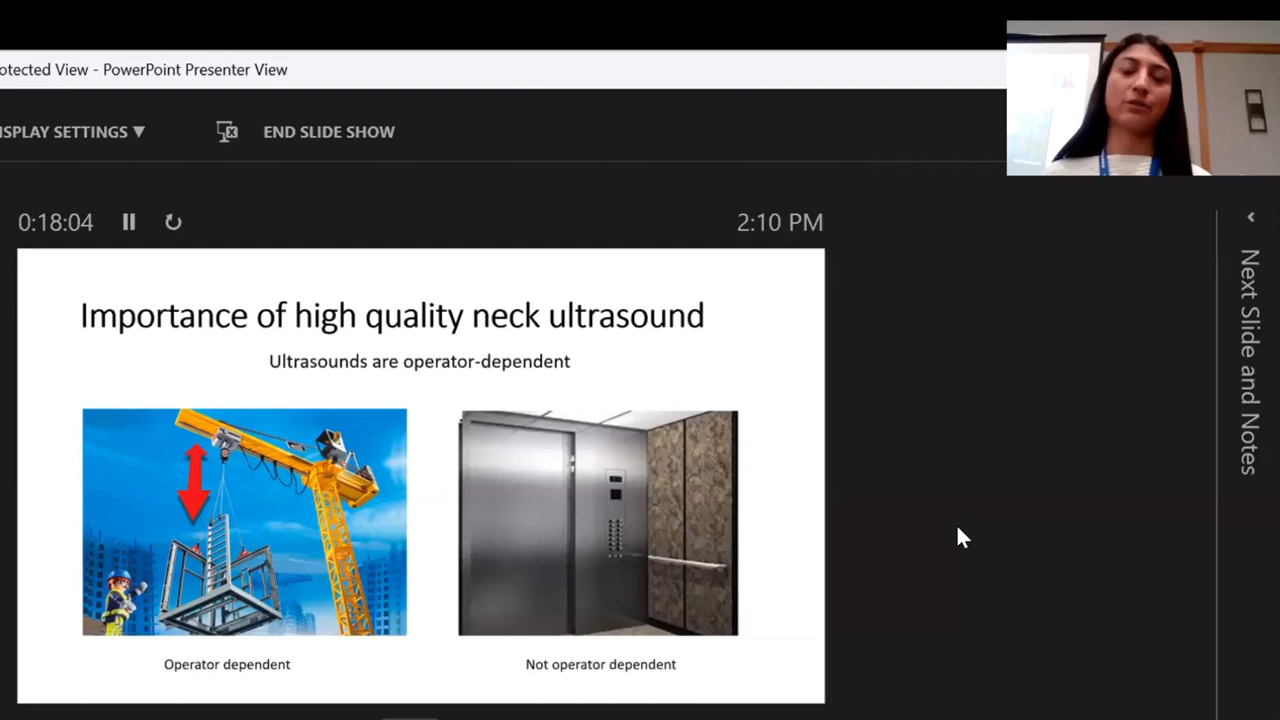 otected View - PowerPoint Presenter View
ISPLAY SETTINGS ▼
END SLIDE SHOW
0:18:04
2:10 PM
Importance of high quality neck ultrasound
Ultrasounds are operator-dependent
Operator dependent
Not operator dependent
Next Slide and Notes